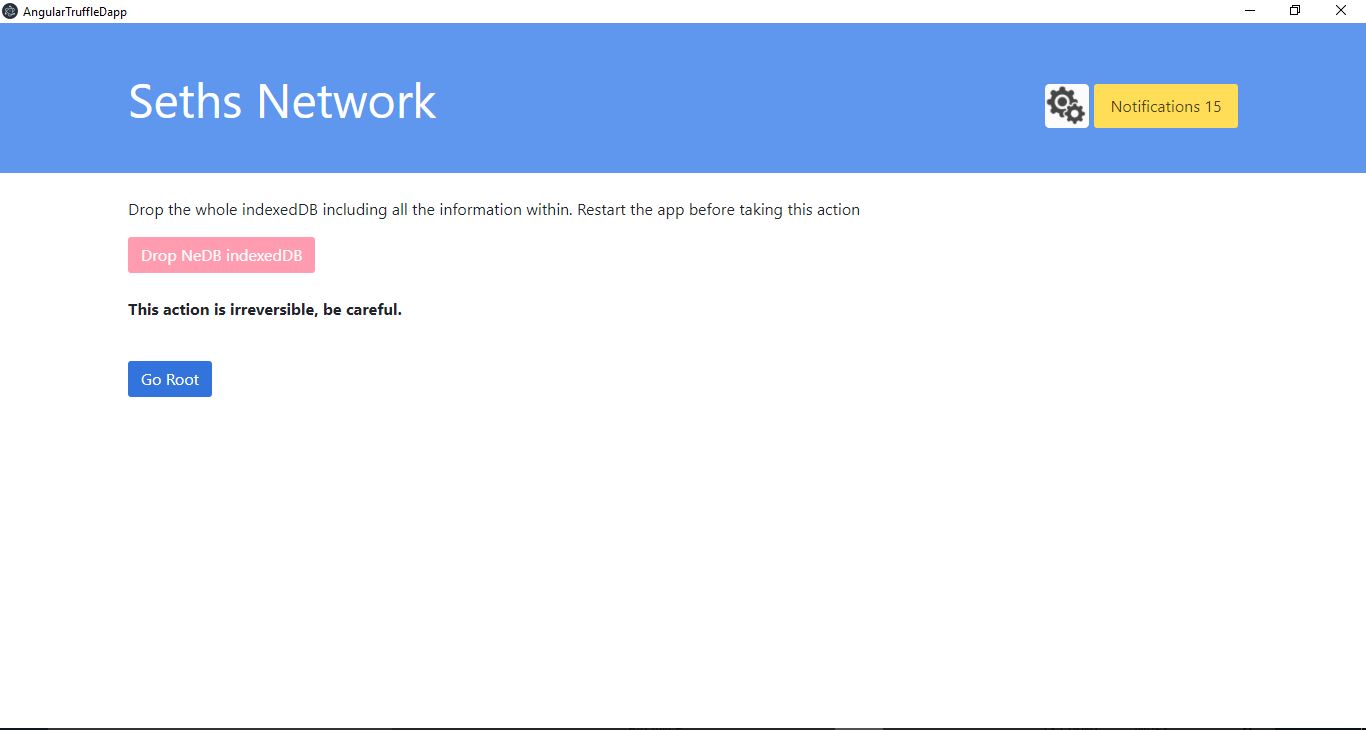 AngularTruffleDapp
Seths Network
Notifications 15
Drop the whole indexedDB including all the information within. Restart the app before taking this action
Drop NeDB indexedDB
This action is irreversible, be careful.
Go Root